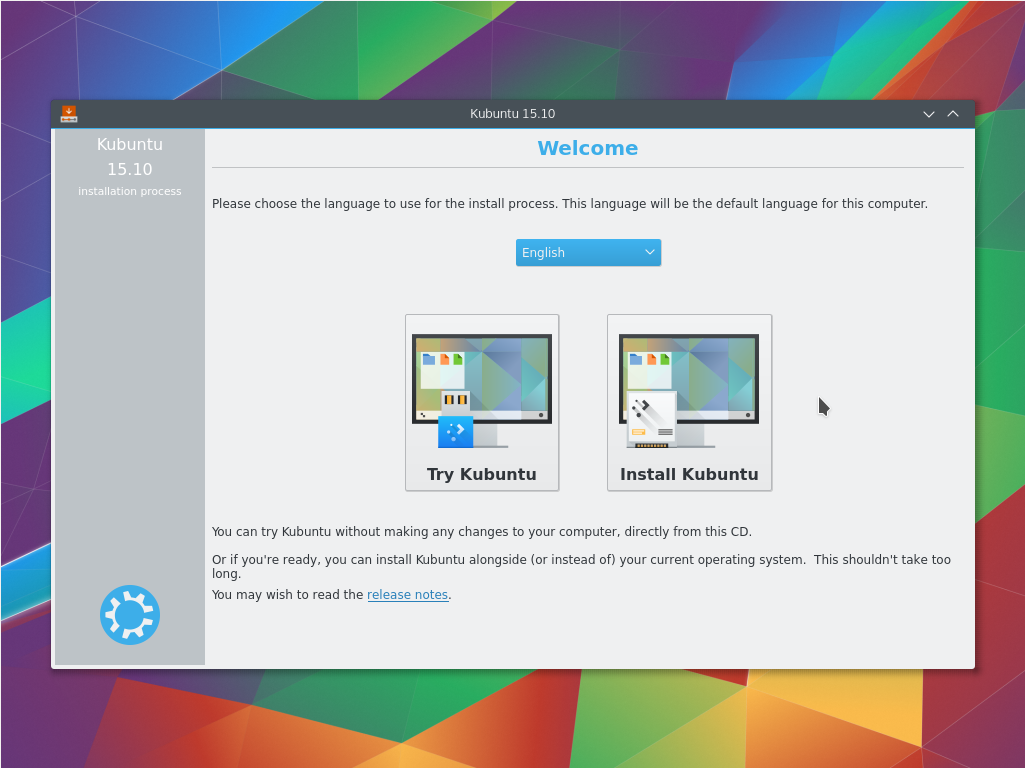 Kubuntu 15.10
Kubuntu
15.10
installation process
Welcome
Please choose the language to use for the install process. This language will be the default language for this computer.
English
Try Kubuntu
Install Kubuntu
You can try Kubuntu without making any changes to your computer, directly from this CD.
Or if you're ready, you can install Kubuntu alongside (or instead of) your current operating system.  This shouldn't take too
long.
You may wish to read the release notes.